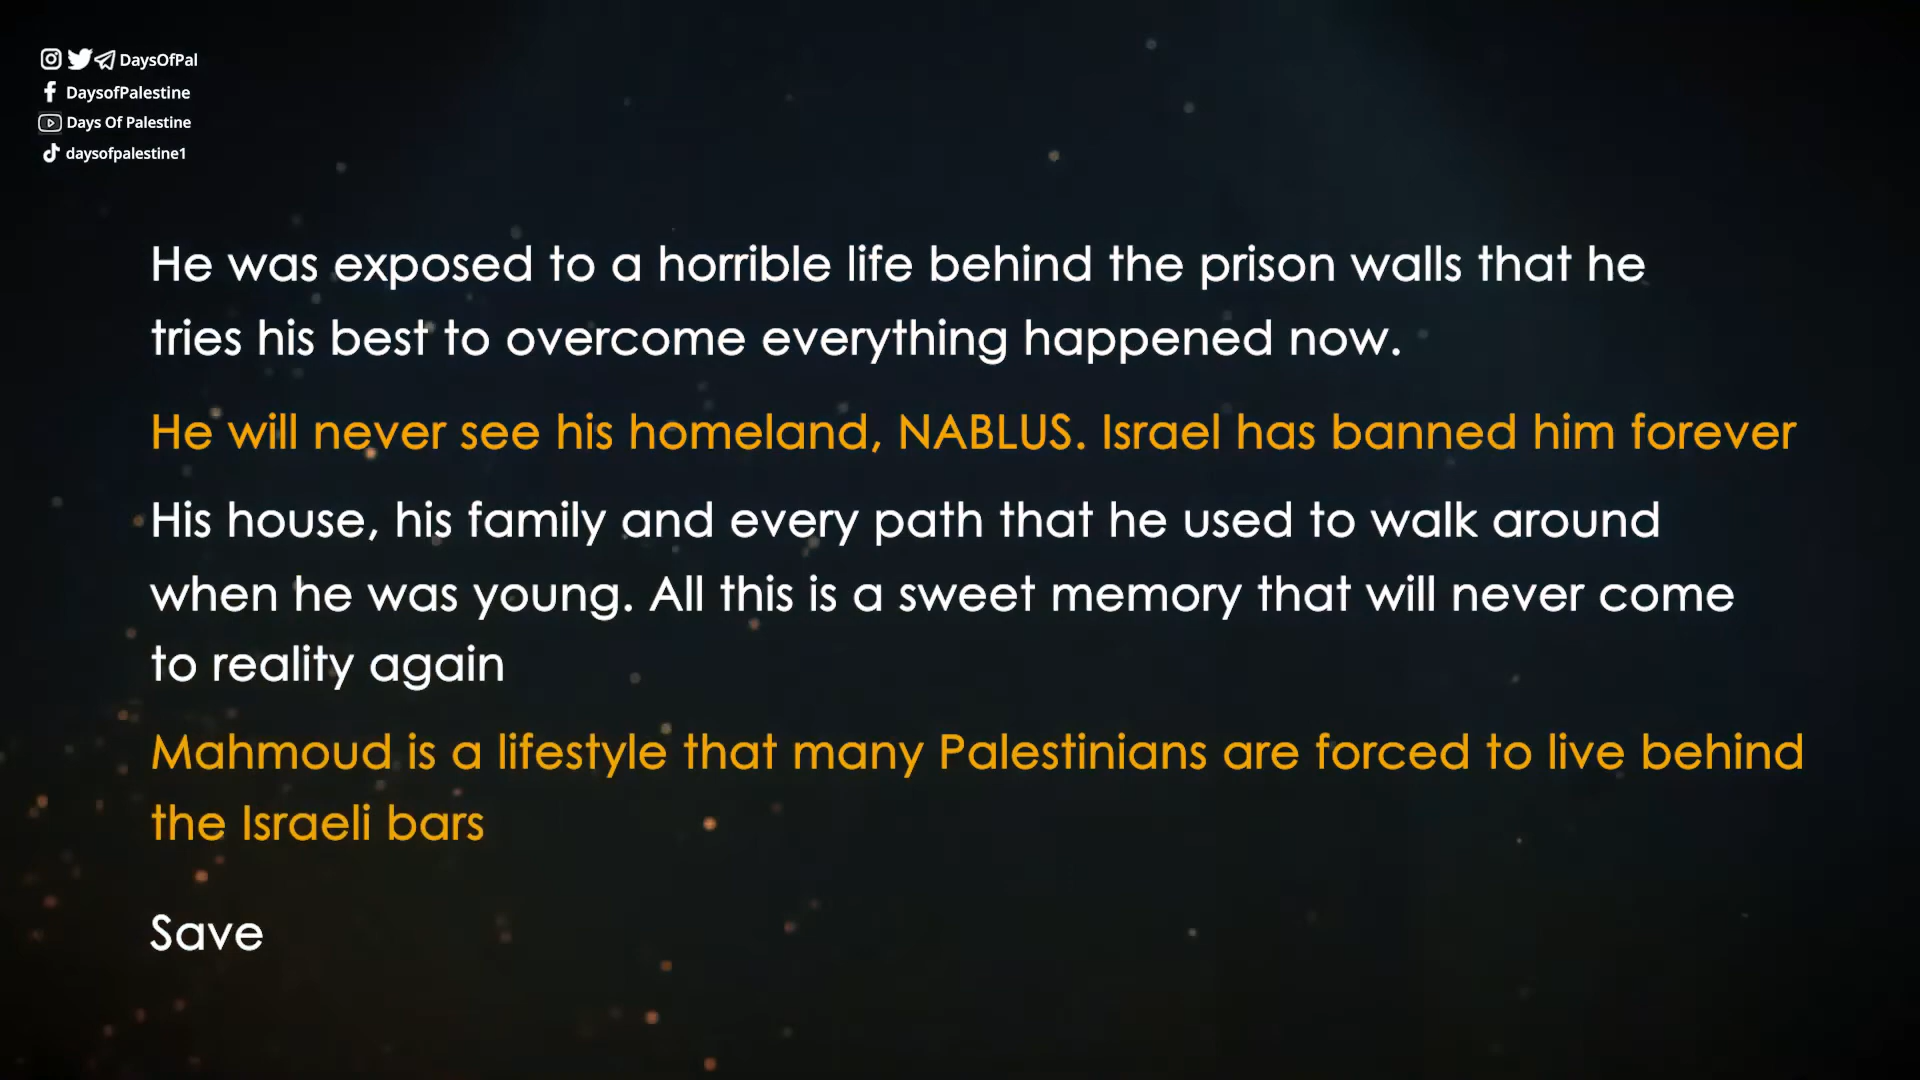 DaysOfPal
DaysofPalestine
Days Of Palestine
daysofpalestine1
He was exposed to a horrible life behind the prison walls that he
tries his best to overcome everything happened now.
He will never see his homeland, NABLUS. Israel has banned him forever
His house, his family and every path that he used to walk around
when he was young. All this is a sweet memory that will never come
to reality again
Mahmoud is a lifestyle that many Palestinians are forced to live behind
the Israeli bars
Save